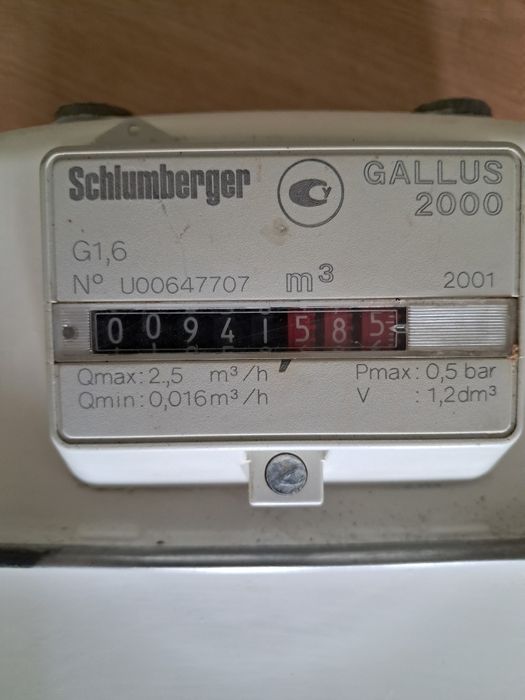 Schlumberger
GALLUS
2000
G1,6
Nº U00647707
m³
2001
00941585
Qmax: 2,5 m³/h
Pmax: 0,5 bar
Qmin: 0,016m³/h
V : 1,2dm³